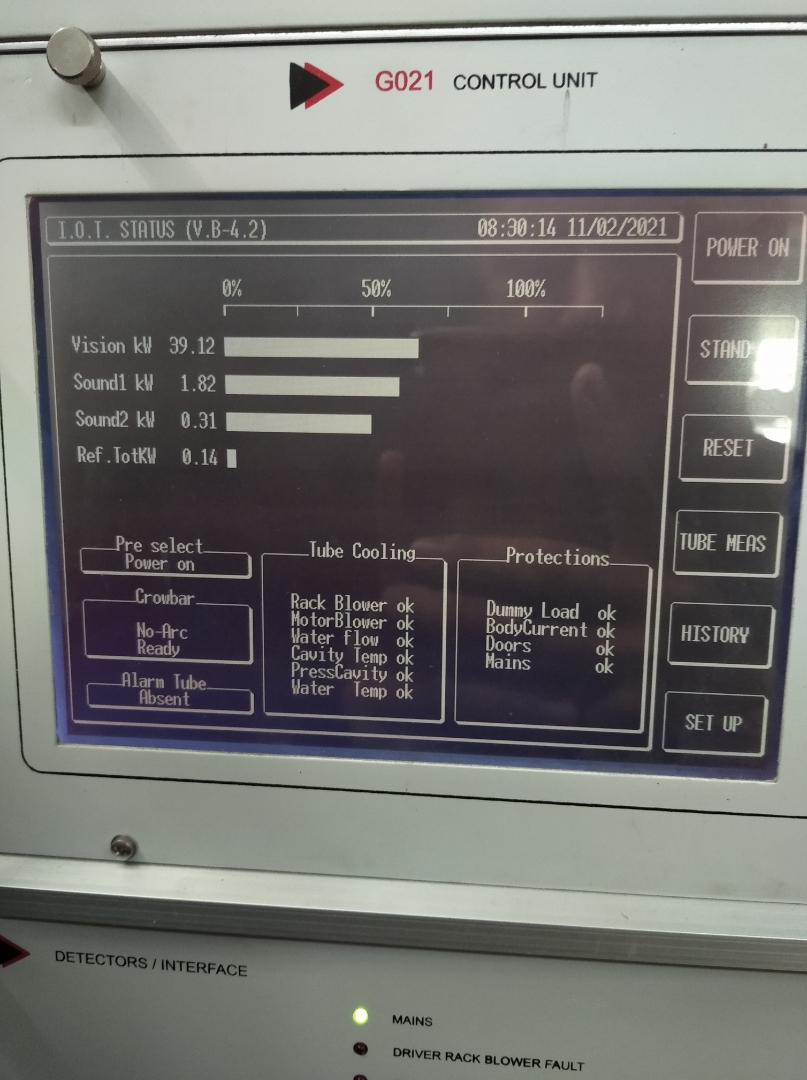 G021 CONTROL UNIT
I.O.T. STATUS (V.B-4.2) 08:30:14 11/02/2021
POWER ON
0% 50% 100%
Vision kW 39.12
STAND
Sound1 kW 1.82
Sound2 kW 0.31
RESET
Ref.TotKW 0.14
TUBE MEAS
Pre select
Power on
Crowbar
No-Arc
Ready
Alarm Tube
Absent
Tube Cooling
Rack Blower ok
MotorBlower ok
Water flow ok
Cavity Temp ok
PressCavity ok
Water Temp ok
Protections
Dummy Load ok
BodyCurrent ok
Doors ok
Mains ok
HISTORY
SET UP
DETECTORS / INTERFACE
MAINS
DRIVER RACK BLOWER FAULT